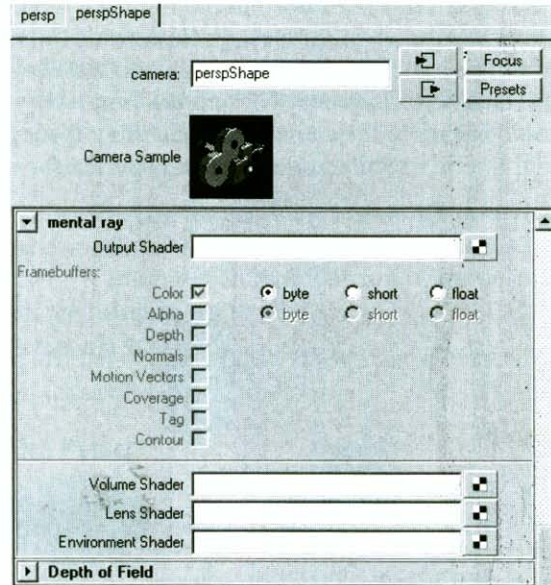 persp perspShape
camera: perspShape Focus
Presets
Camera Sample
mental ray
Output Shader
Framebuffers:
Color byte short float
Alpha byte short float
Depth
Normals
Motion Vectors
Coverage
Tag
Contour
Volume Shader
Lens Shader
Environment Shader
Depth of Field